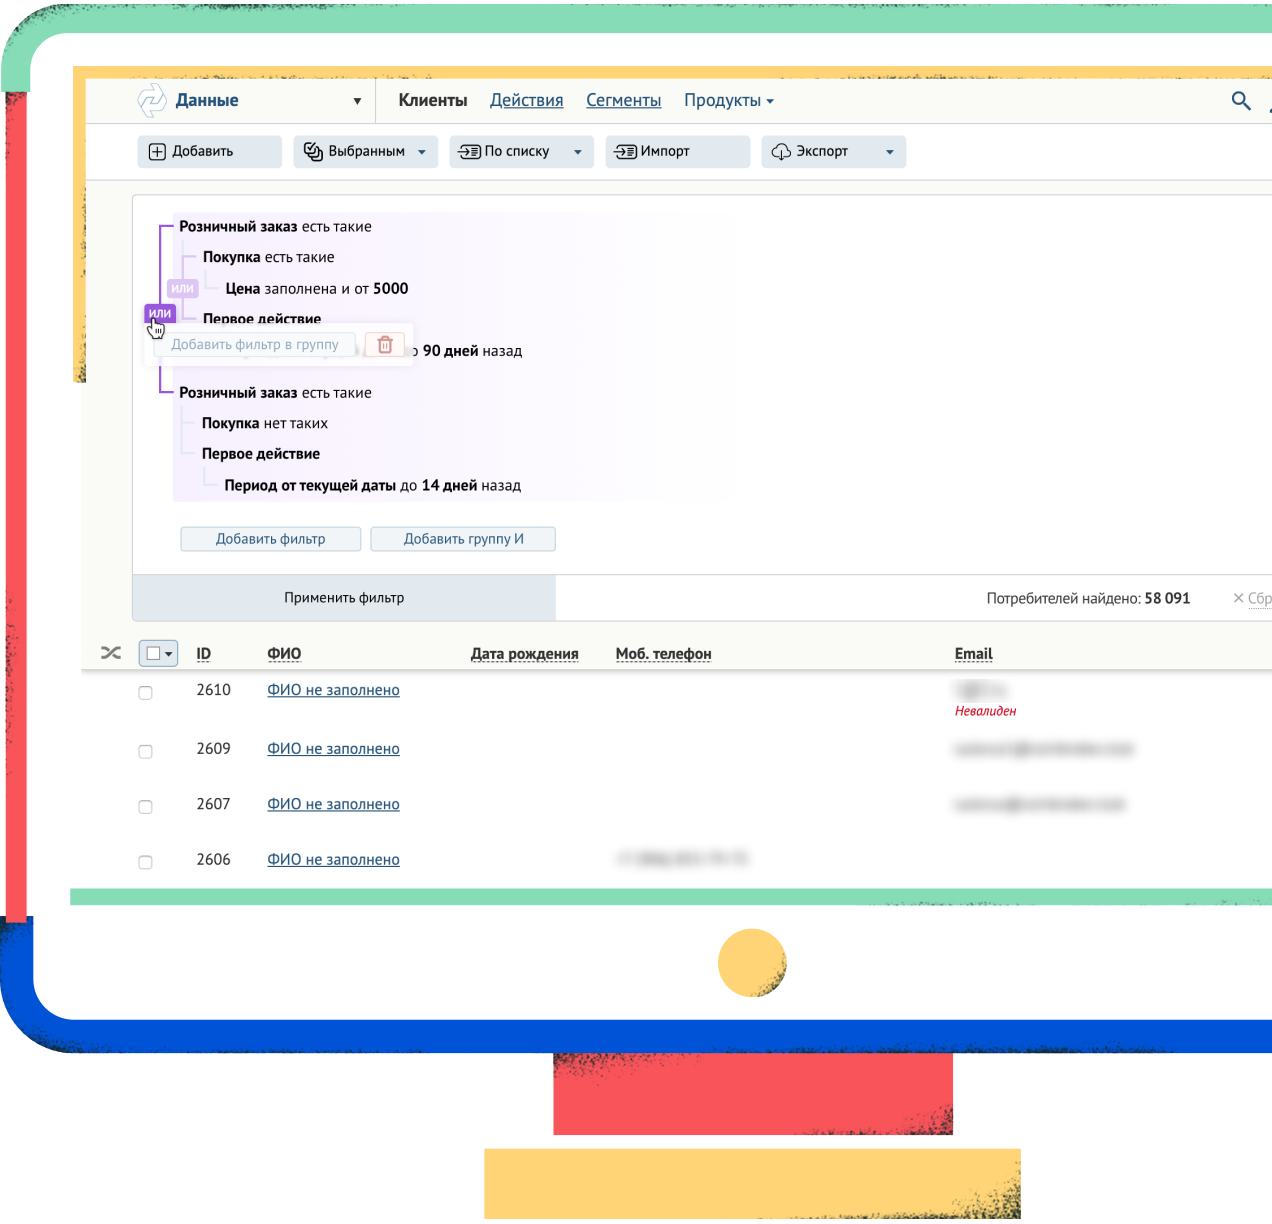 Данные Клиенты Действия Сегменты Продукты
Добавить Выбранным По списку Импорт Экспорт
Розничный заказ есть такие
Покупка есть такие
ИЛИ
Цена заполнена и от 5000
ИЛИ
Первое действие
Добавить фильтр в группу
90 дней назад
Розничный заказ есть такие
Покупка нет таких
Первое действие
Период от текущей даты до 14 дней назад
Добавить фильтр Добавить группу И
Применить фильтр Потребителей найдено: 58 091 × Сбр
ID ФИО Дата рождения Моб. телефон Email
2610 ФИО не заполнено
Невалиден
2609 ФИО не заполнено
2607 ФИО не заполнено
2606 ФИО не заполнено